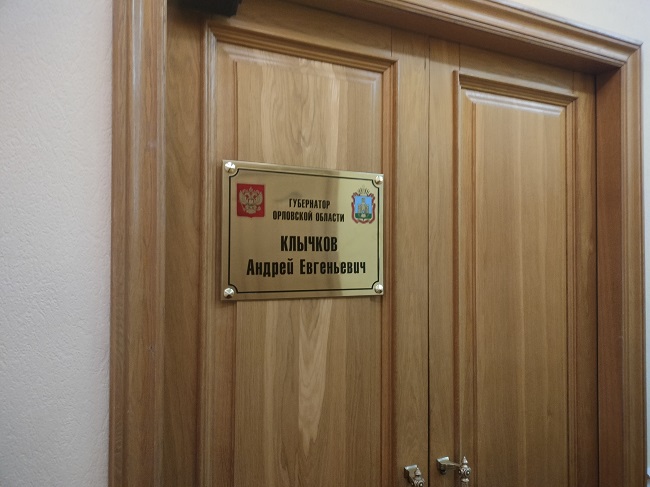 ГУБЕРНАТОР
ОРЛОВСКОЙ ОБЛАСТИ
КЛЫЧКОВ
Андрей Евгеньевич